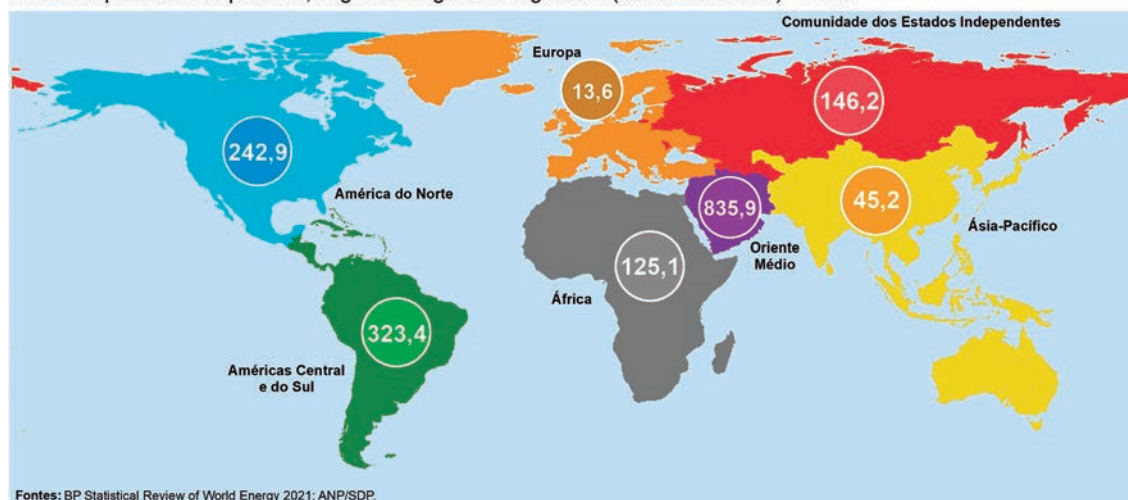 Comunidade dos Estados Independentes
Europa
13,6
146,2
242,9
América do Norte
835,9
45,2
Oriente
Médio
Ásia-Pacífico
125,1
África
323,4
Américas Central
e do Sul
Fontes: BP Statistical Review of World Energy 2021; ANP/SDP.